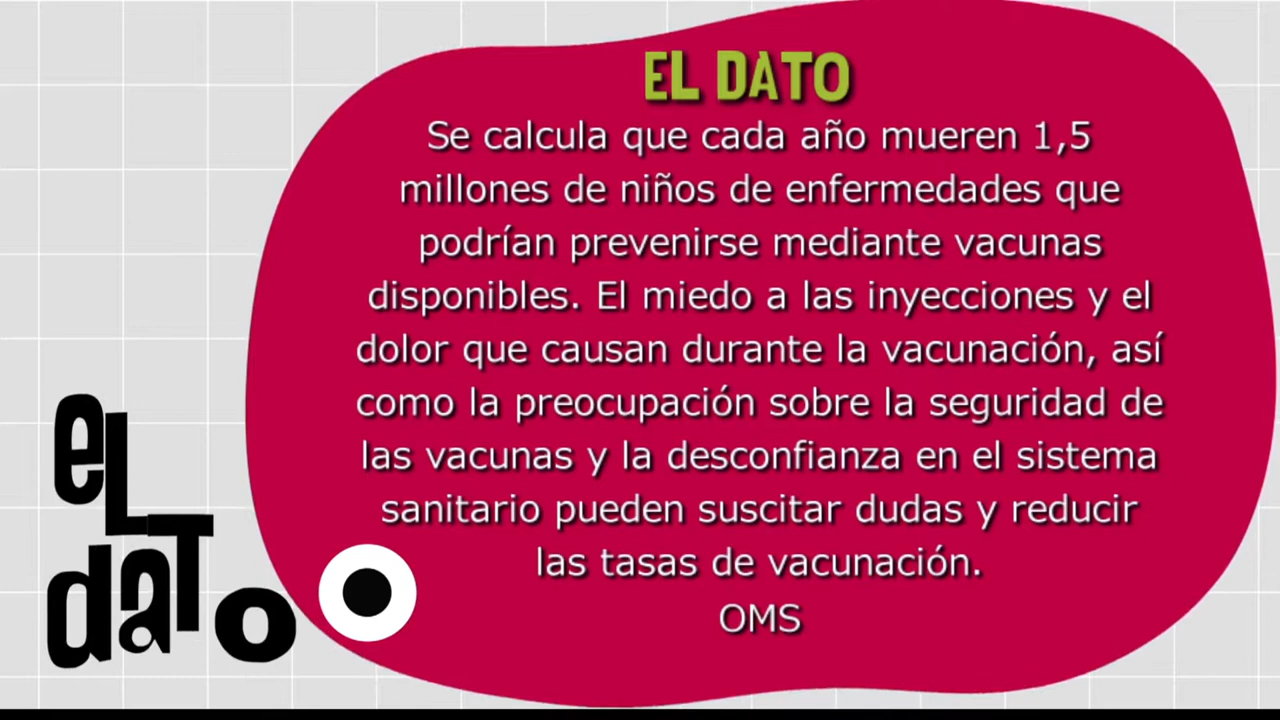 EL DATO
Se calcula que cada año mueren 1,5
millones de niños de enfermedades que
podrían prevenirse mediante vacunas
disponibles. El miedo a las inyecciones y el
dolor que causan durante la vacunación, así
como la preocupación sobre la seguridad de
las vacunas y la desconfianza en el sistema
sanitario pueden suscitar dudas y reducir
las tasas de vacunación.
OMS
eL
daTo